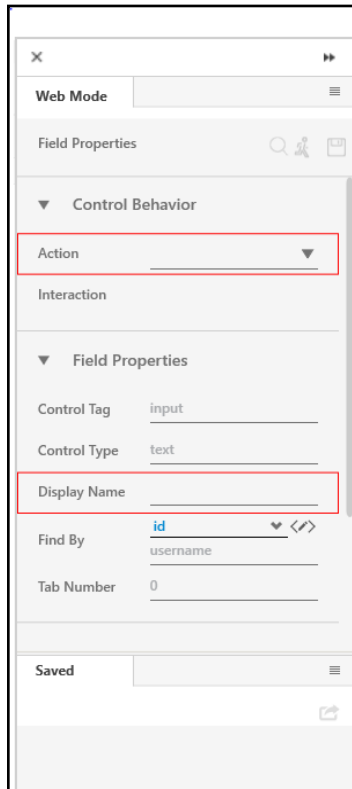 Web Mode
Field Properties
Control Behavior
Action
Interaction
Field Properties
Control Tag input
Control Type text
Display Name
Find By id
username
Tab Number 0
Saved